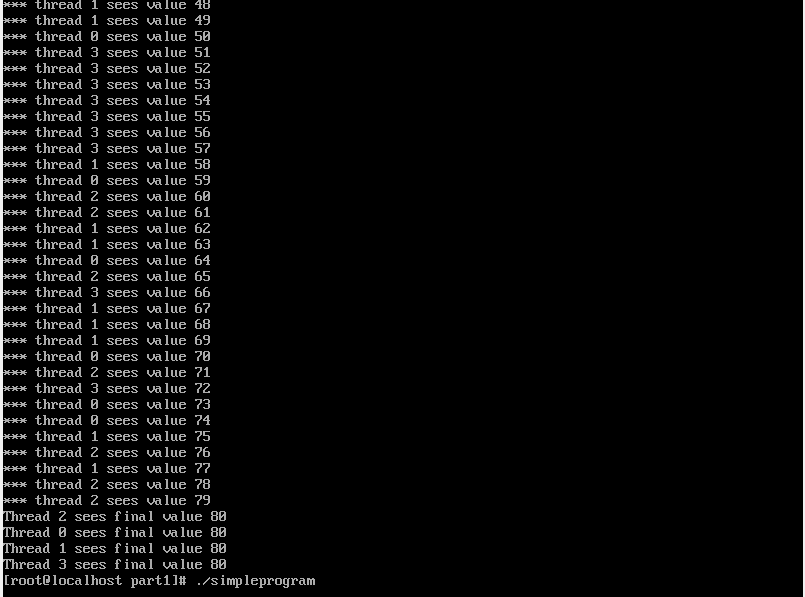 *** thread 1 sees value 48
*** thread 1 sees value 49
*** thread 0 sees value 50
*** thread 3 sees value 51
*** thread 3 sees value 52
*** thread 3 sees value 53
*** thread 3 sees value 54
*** thread 3 sees value 55
*** thread 3 sees value 56
*** thread 3 sees value 57
*** thread 1 sees value 58
*** thread 0 sees value 59
*** thread 2 sees value 60
*** thread 2 sees value 61
*** thread 1 sees value 62
*** thread 1 sees value 63
*** thread 0 sees value 64
*** thread 2 sees value 65
*** thread 3 sees value 66
*** thread 1 sees value 67
*** thread 1 sees value 68
*** thread 1 sees value 69
*** thread 0 sees value 70
*** thread 2 sees value 71
*** thread 3 sees value 72
*** thread 0 sees value 73
*** thread 0 sees value 74
*** thread 1 sees value 75
*** thread 2 sees value 76
*** thread 1 sees value 77
*** thread 2 sees value 78
*** thread 2 sees value 79
Thread 2 sees final value 80
Thread 0 sees final value 80
Thread 1 sees final value 80
Thread 3 sees final value 80
[root@localhost part1]# ./simpleprogram